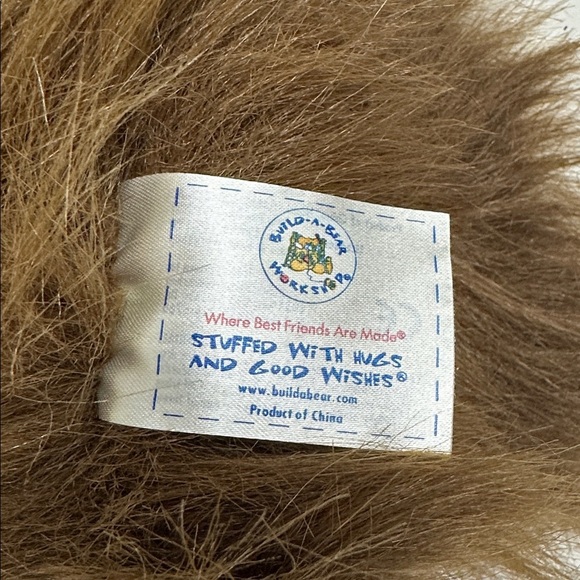 BUILD-A-BEAR
WORKSHOP®
Where Best Friends Are Made®
STUFFED WITH HUGS
AND GOOD WISHES®
www.buildabear.com
Product of China